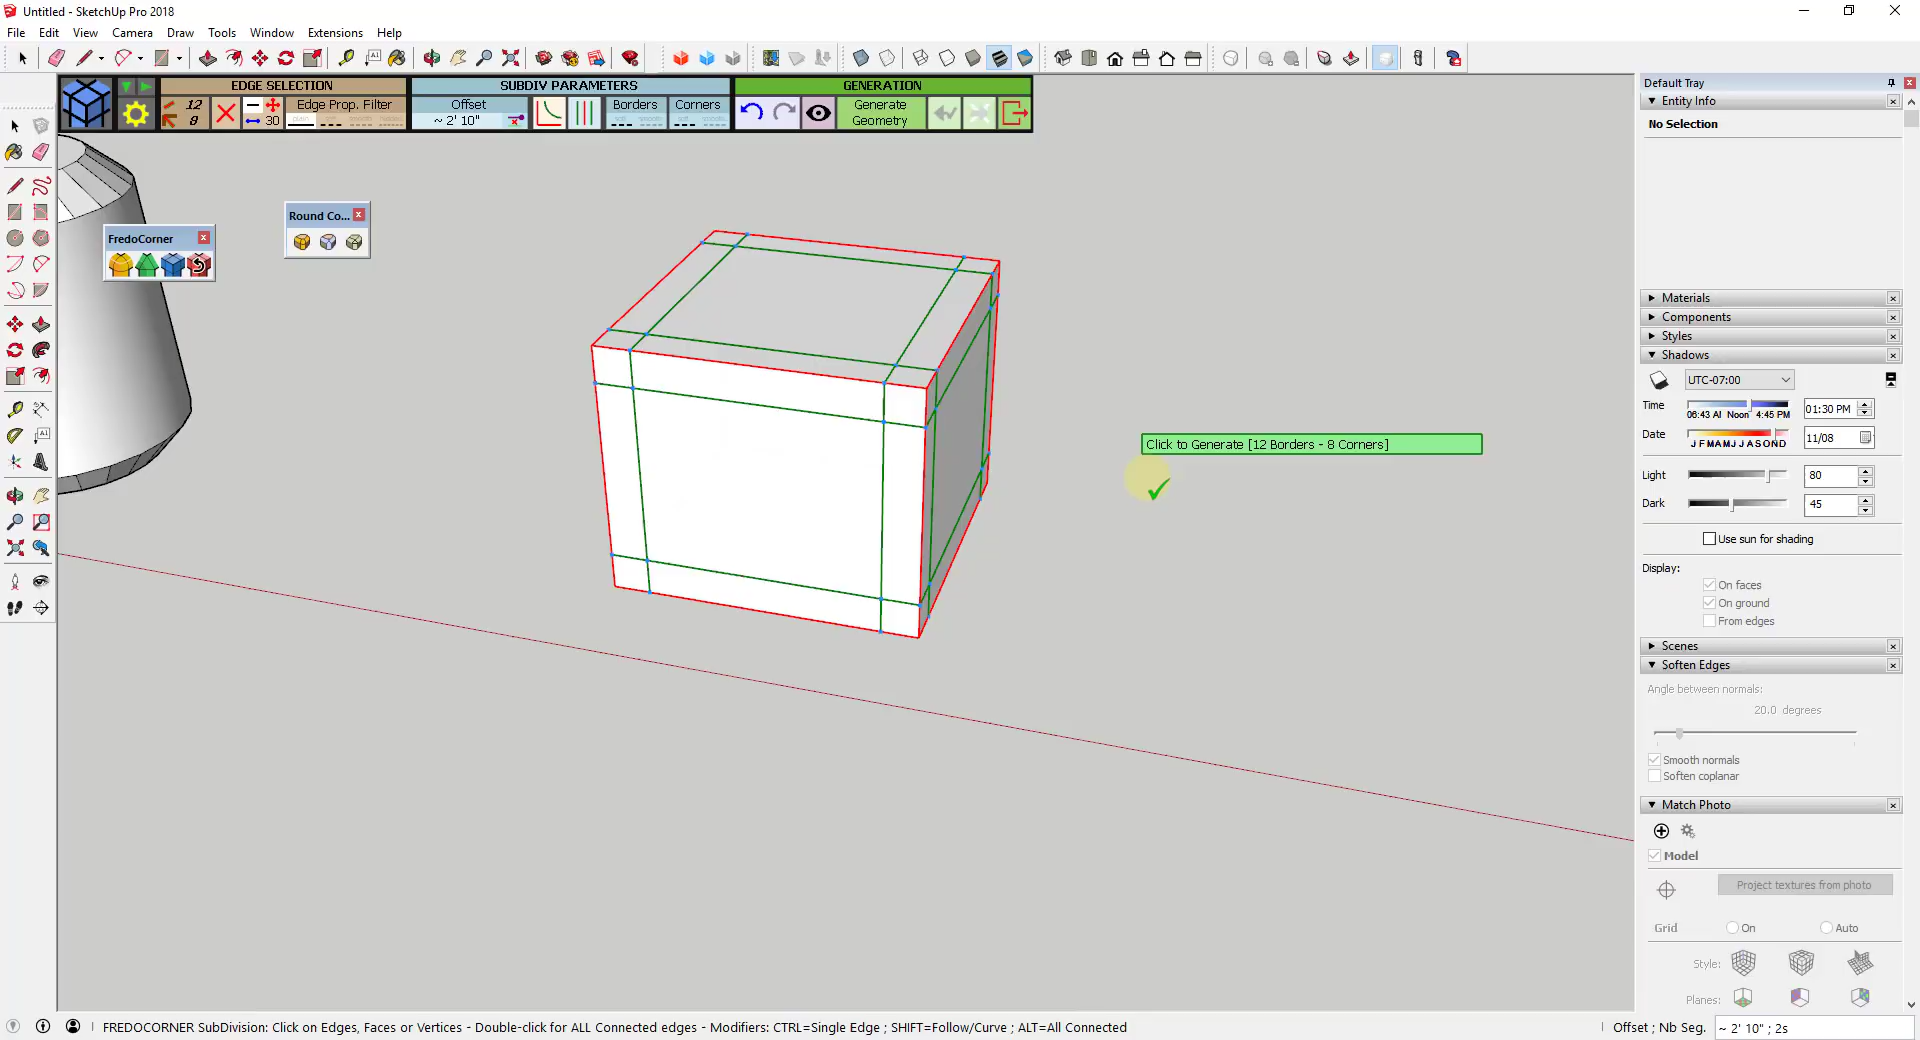 Untitled - SketchUp Pro 2018
File Edit View Camera Draw Tools Window Extensions Help
EDGE SELECTION
SUBDIV PARAMETERS
GENERATION
12
9
30
Edge Prop. Filter
Offset
~ 2' 10"
Borders
Corners
Generate
Geometry
FredoCorner
Round Co...
Click to Generate [12 Borders - 8 Corners]
Default Tray
Entity Info
No Selection
Materials
Components
Styles
Shadows
UTC-07:00
Time
06:43 AI Noon 4:45 PM
01:30 PM
Date
J F M A M J J A S O N D
11/08
Light
80
Dark
45
Use sun for shading
Display:
On faces
On ground
From edges
Scenes
Soften Edges
Angle between normals:
20.0 degrees
Smooth normals
Soften coplanar
Match Photo
Model
Project textures from photo
Grid
On
Auto
Style:
Planes:
FREDOCORNER SubDivision: Click on Edges, Faces or Vertices - Double-click for ALL Connected edges - Modifiers: CTRL=Single Edge ; SHIFT=Follow/Curve ; ALT=All Connected
Offset ; Nb Seg.
~ 2' 10" ; 2s